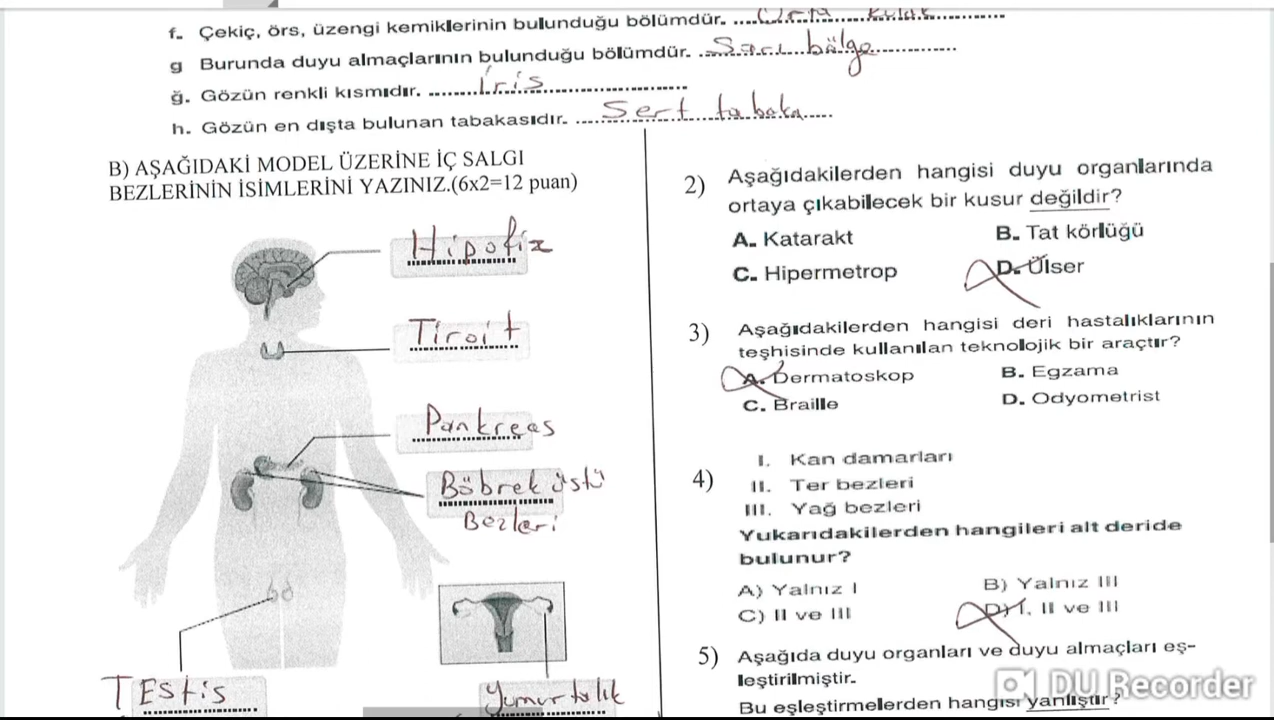 f. Çekiç, örs, üzengi kemiklerinin bulunduğu bölümdür. ....Orta kulak....
g Burunda duyu almaçlarının bulunduğu bölümdür. ....Sarı bölge....
ğ. Gözün renkli kısmıdır. ....İris....
h. Gözün en dışta bulunan tabakasıdır. ....Sert tabaka....
B) AŞAĞIDAKİ MODEL ÜZERİNE İÇ SALGI
BEZLERİNİN İSİMLERİNİ YAZINIZ.(6x2=12 puan)
Hipofiz
Tiroit
Pankreas
Böbrek üstü
Bezleri
TEStis
Yumurtalık
2) Aşağıdakilerden hangisi duyu organlarında
ortaya çıkabilecek bir kusur değildir?
A. Katarakt
B. Tat körlüğü
C. Hipermetrop
D. Ülser
3) Aşağıdakilerden hangisi deri hastalıklarının
teşhisinde kullanılan teknolojik bir araçtır?
A. Dermatoskop
B. Egzama
C. Braille
D. Odyometrist
4)
I. Kan damarları
II. Ter bezleri
III. Yağ bezleri
Yukarıdakilerden hangileri alt deride
bulunur?
A) Yalnız I
B) Yalnız III
C) II ve III
D) I, II ve III
5) Aşağıda duyu organları ve duyu almaçları eş-
leştirilmiştir.
Bu eşleştirmelerden hangisi yanlıştır?
DU Recorder